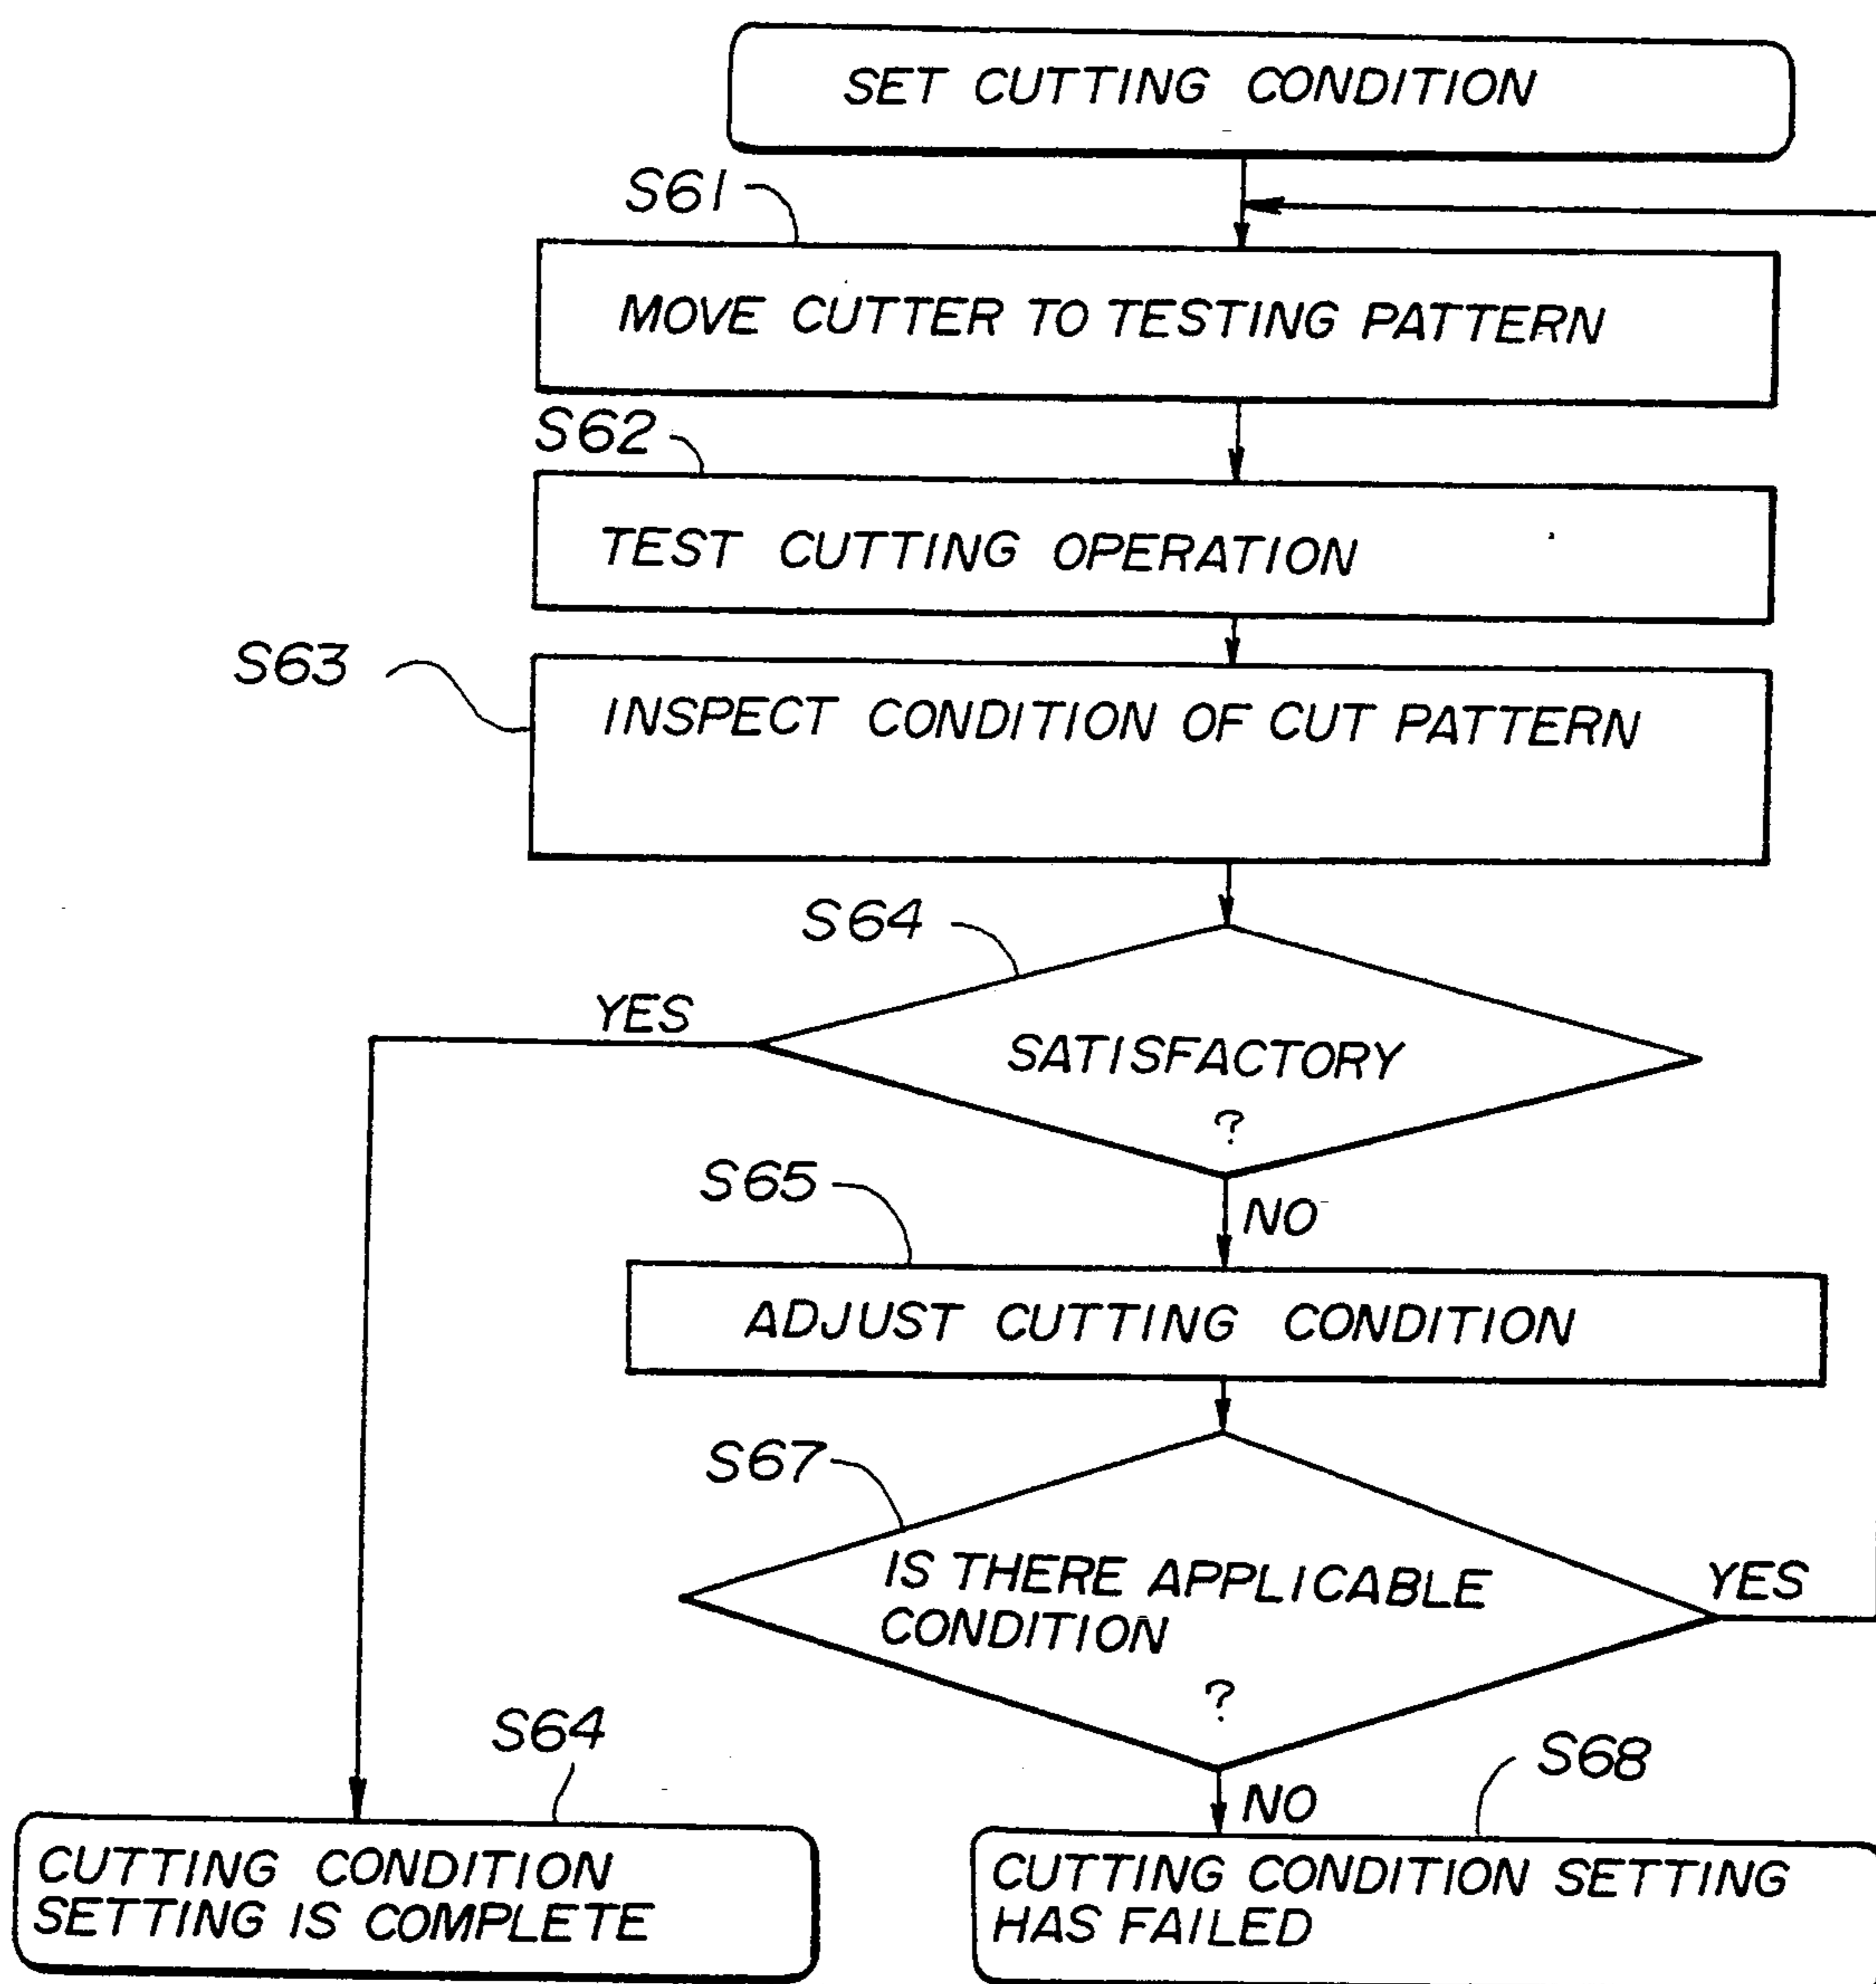 SET CUTTING CONDITION
S61
MOVE CUTTER TO TESTING PATTERN
S62
TEST CUTTING OPERATION
S63
INSPECT CONDITION OF CUT PATTERN
S64
YES
SATISFACTORY
?
NO
S65
ADJUST CUTTING CONDITION
S67
IS THERE APPLICABLE
CONDITION
?
YES
NO
S64
CUTTING CONDITION
SETTING IS COMPLETE
S68
CUTTING CONDITION SETTING
HAS FAILED